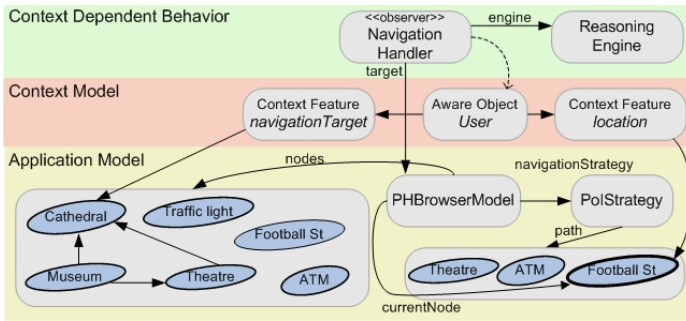 Context Dependent Behavior
<<observer>>
Navigation
Handler
engine
Reasoning
Engine
target
Context Model
Context Feature
navigationTarget
Aware Object
User
Context Feature
location
Application Model
nodes
navigationStrategy
PHBrowserModel
PoIStrategy
Cathedral
Traffic light
Football St
Museum
Theatre
ATM
path
Theatre
ATM
Football St
currentNode